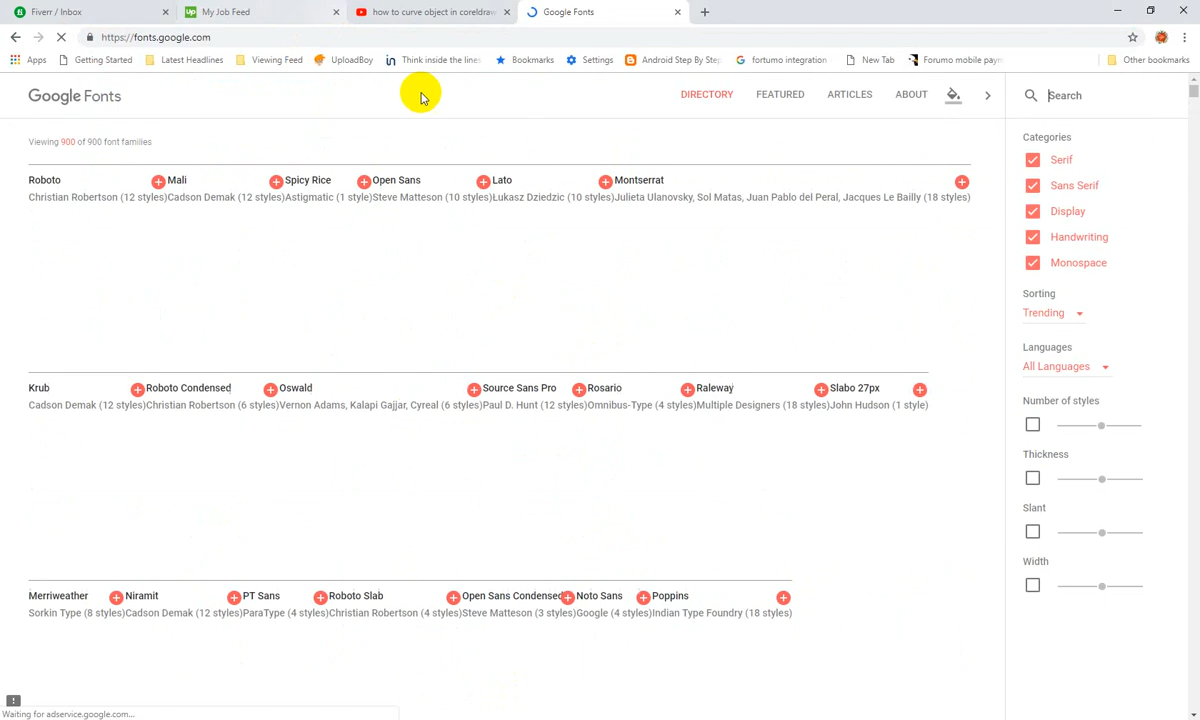 Fiverr / Inbox
My Job Feed
how to curve object in coreldraw
Google Fonts
https://fonts.google.com
Apps
Getting Started
Latest Headlines
Viewing Feed
UploadBoy
Think inside the lines
Bookmarks
Settings
Android Step By Step
fortumo integration
New Tab
Forumo mobile paym
Other bookmarks
Google Fonts
DIRECTORY
FEATURED
ARTICLES
ABOUT
Search
Viewing 900 of 900 font families
Roboto Mali Spicy Rice Open Sans Lato Montserrat
Christian Robertson (12 styles)Cadson Demak (12 styles)Astigmatic (1 style)Steve Matteson (10 styles)Lukasz Dziedzic (10 styles)Julieta Ulanovsky, Sol Matas, Juan Pablo del Peral, Jacques Le Bailly (18 styles)
Krub Roboto Condensed Oswald Source Sans Pro Rosario Raleway Slabo 27px
Cadson Demak (12 styles)Christian Robertson (6 styles)Vernon Adams, Kalapi Gajjar, Cyreal (6 styles)Paul D. Hunt (12 styles)Omnibus-Type (4 styles)Multiple Designers (18 styles)John Hudson (1 style)
Merriweather Niramit PT Sans Roboto Slab Open Sans Condensed Noto Sans Poppins
Sorkin Type (8 styles)Cadson Demak (12 styles)ParaType (4 styles)Christian Robertson (4 styles)Steve Matteson (3 styles)Google (4 styles)Indian Type Foundry (18 styles)
Categories
Serif
Sans Serif
Display
Handwriting
Monospace
Sorting
Trending
Languages
All Languages
Number of styles
Thickness
Slant
Width
Waiting for adservice.google.com...